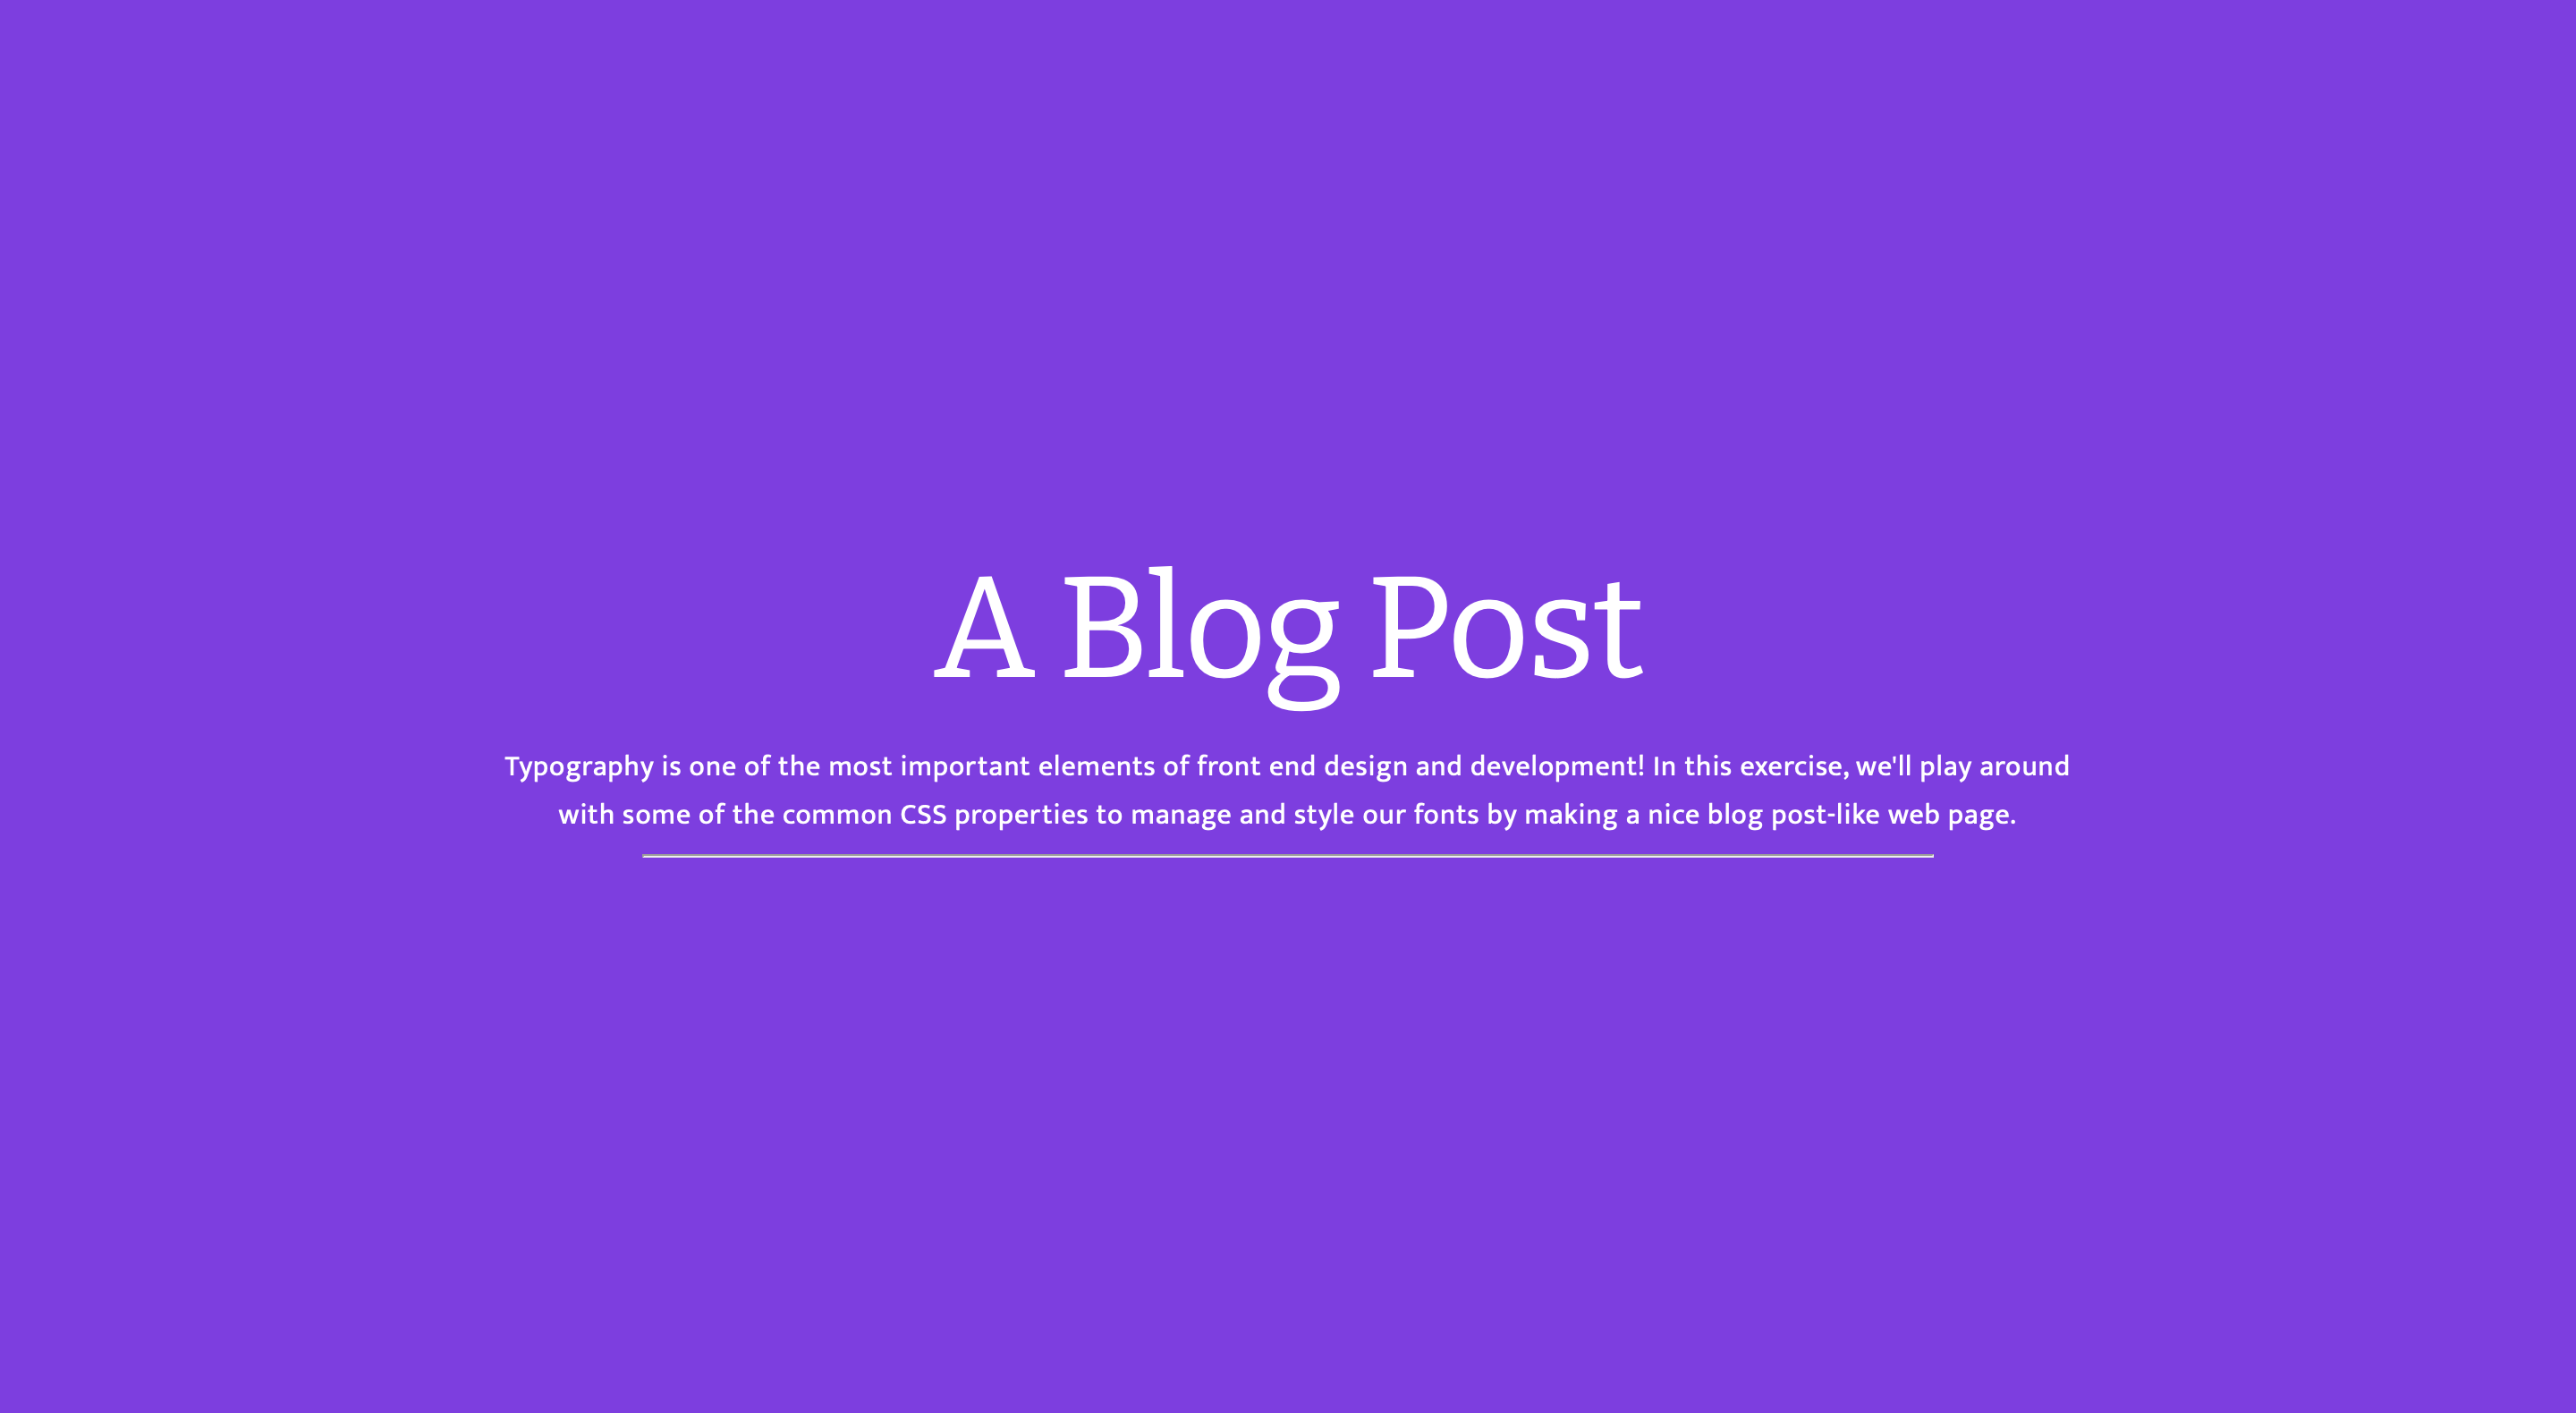 A Blog Post
Typography is one of the most important elements of front end design and development! In this exercise, we'll play around
with some of the common CSS properties to manage and style our fonts by making a nice blog post-like web page.